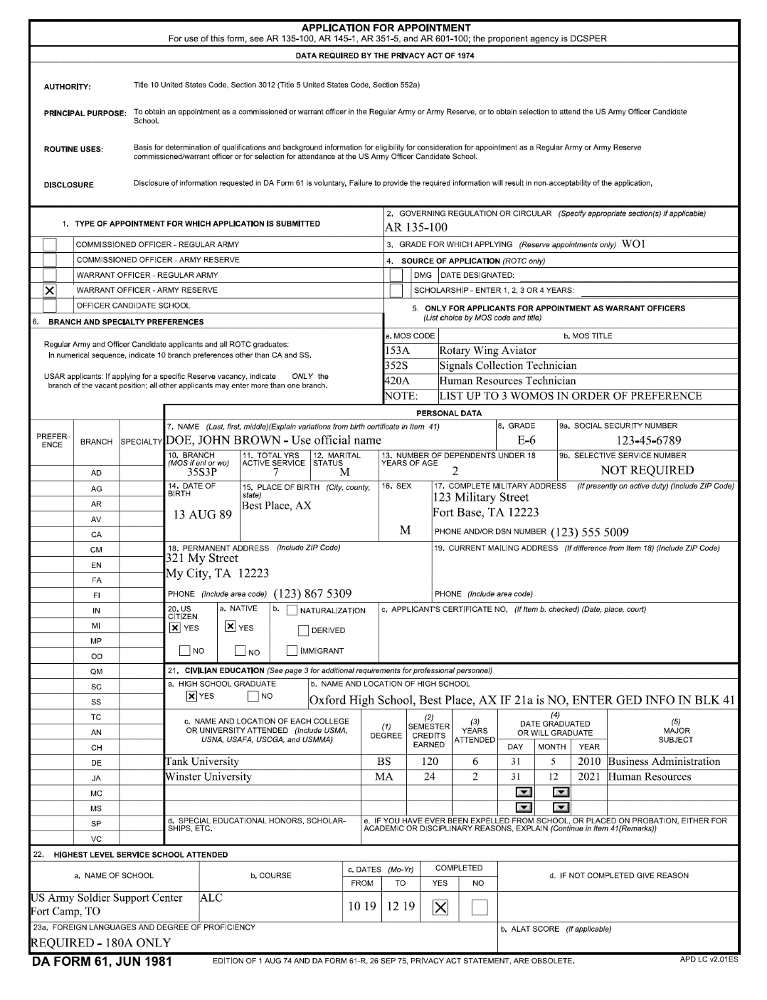 APPLICATION FOR APPOINTMENT
For use of this form, see AR 135-100, AR 145-1, AR 351-5, and AR 601-100; the proponent agency is DCSPER
DATA REQUIRED BY THE PRIVACY ACT OF 1974
AUTHORITY: Title 10 United States Code, Section 3012 (Title 5 United States Code, Section 552a)
PRINCIPAL PURPOSE: To obtain an appointment as a commissioned or warrant officer in the Regular Army or Army Reserve, or to obtain selection to attend the US Army Officer Candidate
School.
ROUTINE USES: Basis for determination of qualifications and background information for eligibility for consideration for appointment as a Regular Army or Army Reserve
commissioned/warrant officer or for selection for attendance at the US Army Officer Candidate School.
DISCLOSURE Disclosure of information requested in DA Form 61 is voluntary, Failure to provide the required information will result in non-acceptability of the application,
1. TYPE OF APPOINTMENT FOR WHICH APPLICATION IS SUBMITTED
COMMISSIONED OFFICER - REGULAR ARMY
COMMISSIONED OFFICER - ARMY RESERVE
WARRANT OFFICER - REGULAR ARMY
X WARRANT OFFICER - ARMY RESERVE
OFFICER CANDIDATE SCHOOL
2. GOVERNING REGULATION OR CIRCULAR (Specify appropriate section(s) if applicable)
AR 135-100
3. GRADE FOR WHICH APPLYING (Reserve appointments only) WO1
4. SOURCE OF APPLICATION (ROTC only)
DMG DATE DESIGNATED:
SCHOLARSHIP - ENTER 1, 2, 3 OR 4 YEARS:
5. ONLY FOR APPLICANTS FOR APPOINTMENT AS WARRANT OFFICERS
(List choice by MOS code and title)
a. MOS CODE b. MOS TITLE
153A Rotary Wing Aviator
352S Signals Collection Technician
420A Human Resources Technician
NOTE: LIST UP TO 3 WOMOS IN ORDER OF PREFERENCE
6. BRANCH AND SPECIALTY PREFERENCES
Regular Army and Officer Candidate applicants and all ROTC graduates:
In numerical sequence, indicate 10 branch preferences other than CA and SS,
USAR applicants: If applying for a specific Reserve vacancy, indicate ONLY the
branch of the vacant position; all other applicants may enter more than one branch.
PREFER-
ENCE BRANCH SPECIALTY
AD
AG
AR
AV
CA
CM
EN
FA
FI
IN
MI
MP
OD
QM
SC
SS
TC
AN
CH
DE
JA
MC
MS
SP
VC
PERSONAL DATA
7. NAME (Last, first, middle)(Explain variations from birth certificate in Item 41)
DOE, JOHN BROWN - Use official name
8. GRADE
E-6
9a. SOCIAL SECURITY NUMBER
123-45-6789
10. BRANCH
(MOS if enl or wo)
35S3P
11. TOTAL YRS
ACTIVE SERVICE
7
12. MARITAL
STATUS
M
13. NUMBER OF DEPENDENTS UNDER 18
YEARS OF AGE
2
9b. SELECTIVE SERVICE NUMBER
NOT REQUIRED
14. DATE OF
BIRTH
13 AUG 89
15. PLACE OF BIRTH (City, county,
state)
Best Place, AX
16. SEX
M
17. COMPLETE MILITARY ADDRESS (If presently on active duty) (Include ZIP Code)
123 Military Street
Fort Base, TA 12223
PHONE AND/OR DSN NUMBER (123) 555 5009
18. PERMANENT ADDRESS (Include ZIP Code)
321 My Street
My City, TA 12223
PHONE (Include area code) (123) 867 5309
19. CURRENT MAILING ADDRESS (If difference from Item 18) (Include ZIP Code)
PHONE (Include area code)
20. US
CITIZEN
X YES
NO
a. NATIVE
X YES
NO
b. NATURALIZATION
DERIVED
IMMIGRANT
c. APPLICANT'S CERTIFICATE NO, (If Item b. checked) (Date, place, court)
21. CIVILIAN EDUCATION (See page 3 for additional requirements for professional personnel)
a. HIGH SCHOOL GRADUATE
X YES NO
b. NAME AND LOCATION OF HIGH SCHOOL
Oxford High School, Best Place, AX IF 21a is NO, ENTER GED INFO IN BLK 41
c. NAME AND LOCATION OF EACH COLLEGE
OR UNIVERSITY ATTENDED (Include USMA,
USNA, USAFA, USCGA, and USMMA)
(1)
DEGREE
(2)
SEMESTER
CREDITS
EARNED
(3)
YEARS
ATTENDED
(4)
DATE GRADUATED
OR WILL GRADUATE
DAY MONTH YEAR
(5)
MAJOR
SUBJECT
Tank University BS 120 6 31 5 2010 Business Administration
Winster University MA 24 2 31 12 2021 Human Resources
d. SPECIAL EDUCATIONAL HONORS, SCHOLAR-
SHIPS, ETC.
e. IF YOU HAVE EVER BEEN EXPELLED FROM SCHOOL, OR PLACED ON PROBATION, EITHER FOR
ACADEMIC OR DISCIPLINARY REASONS, EXPLAIN (Continue in Item 41(Remarks))
22. HIGHEST LEVEL SERVICE SCHOOL ATTENDED
a. NAME OF SCHOOL b. COURSE c. DATES (Mo-Yr) COMPLETED d. IF NOT COMPLETED GIVE REASON
FROM TO YES NO
US Army Soldier Support Center ALC
Fort Camp, TO 10 19 12 19 X
23a. FOREIGN LANGUAGES AND DEGREE OF PROFICIENCY
REQUIRED - 180A ONLY
b. ALAT SCORE (If applicable)
DA FORM 61, JUN 1981 EDITION OF 1 AUG 74 AND DA FORM 61-R, 26 SEP 75, PRIVACY ACT STATEMENT, ARE OBSOLETE. APD LC v2.01ES